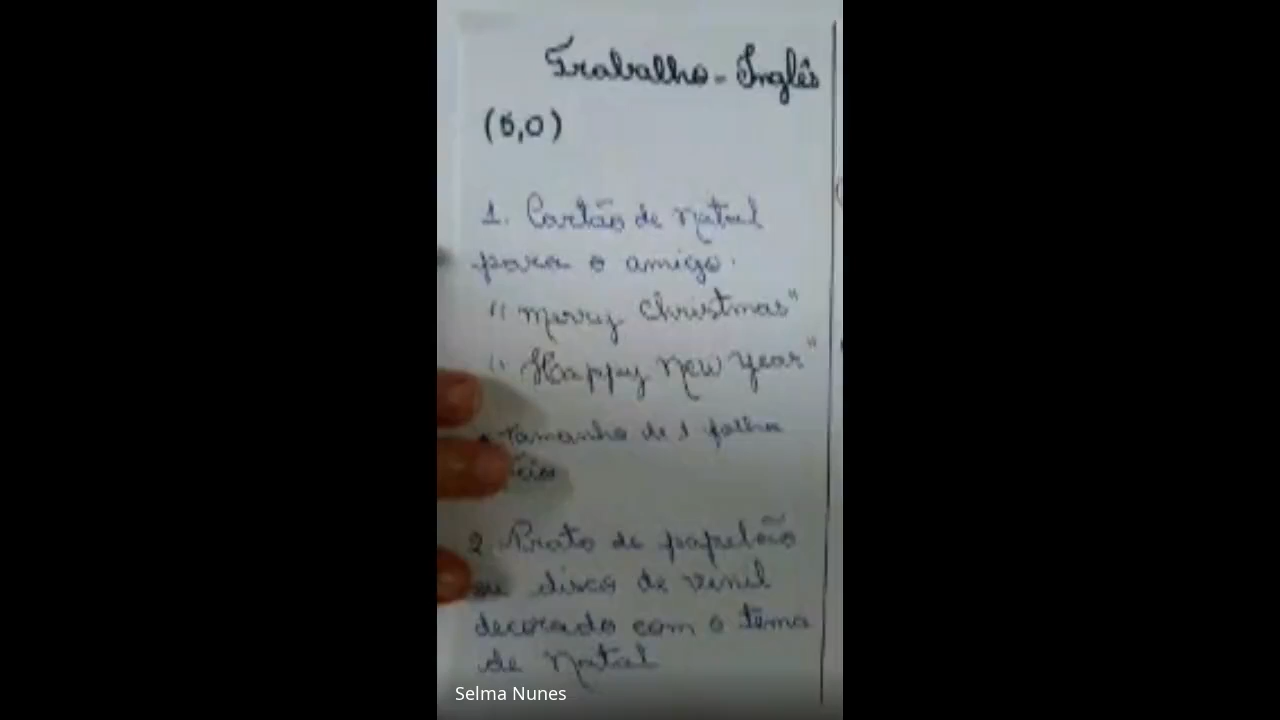 Trabalho - Inglês
(5,0)
1. Cartão de Natal
para o amigo.
"Merry Christmas"
"Happy New Year"
Tamanho de 1 folha
2 Prato de papelão
ou disco de vinil
decorado com o tema
de Natal
Selma Nunes